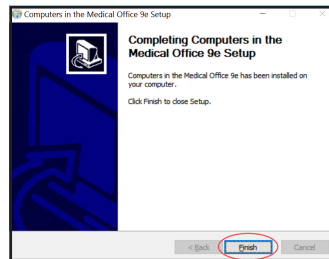 Computers in the Medical Office 9e Setup
Completing Computers in the
Medical Office 9e Setup
Computers in the Medical Office 9e has been installed on
your computer.
Click Finish to close Setup.
< Back
Finish
Cancel